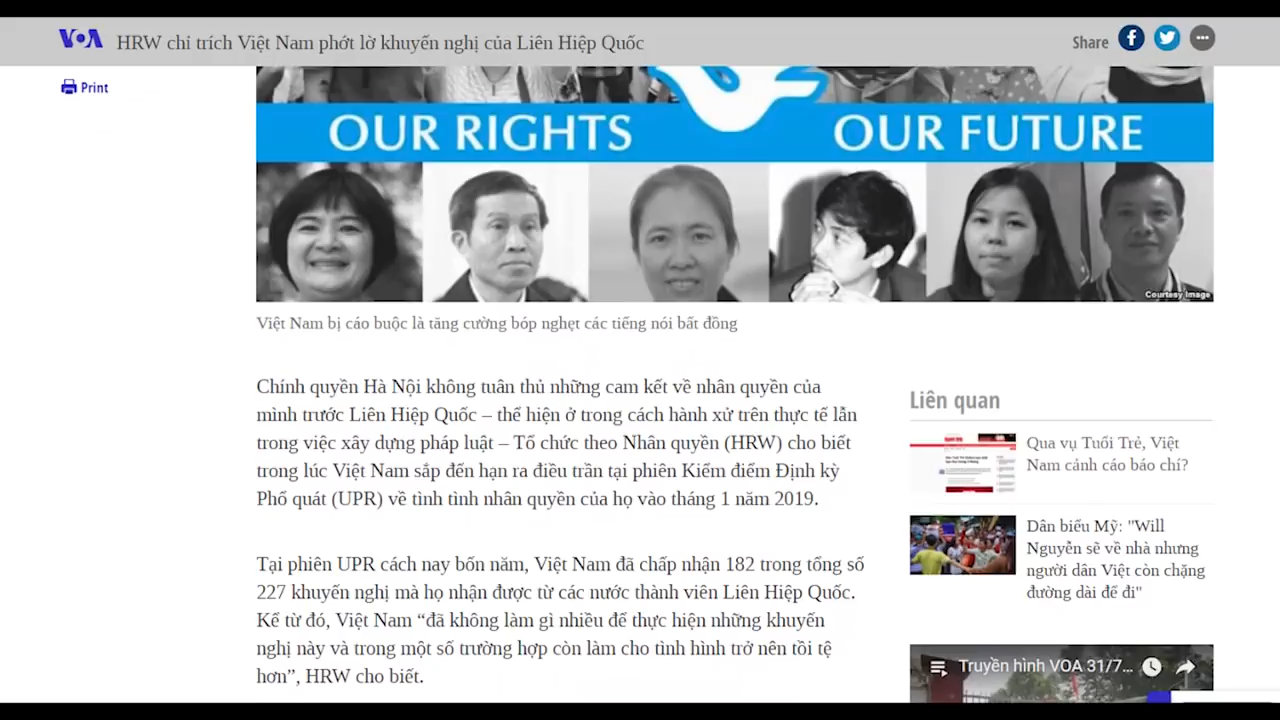 VOA
HRW chỉ trích Việt Nam phớt lờ khuyến nghị của Liên Hiệp Quốc
Share
Print
OUR RIGHTS
OUR FUTURE
Courtesy Image
Việt Nam bị cáo buộc là tăng cường bóp nghẹt các tiếng nói bất đồng
Chính quyền Hà Nội không tuân thủ những cam kết về nhân quyền của
mình trước Liên Hiệp Quốc – thể hiện ở trong cách hành xử trên thực tế lẫn
trong việc xây dựng pháp luật – Tổ chức theo Nhân quyền (HRW) cho biết
trong lúc Việt Nam sắp đến hạn ra điều trần tại phiên Kiểm điểm Định kỳ
Phổ quát (UPR) về tình tình nhân quyền của họ vào tháng 1 năm 2019.
Tại phiên UPR cách nay bốn năm, Việt Nam đã chấp nhận 182 trong tổng số
227 khuyến nghị mà họ nhận được từ các nước thành viên Liên Hiệp Quốc.
Kể từ đó, Việt Nam “đã không làm gì nhiều để thực hiện những khuyến
nghị này và trong một số trường hợp còn làm cho tình hình trở nên tồi tệ
hơn”, HRW cho biết.
Liên quan
Qua vụ Tuổi Trẻ, Việt
Nam cảnh cáo báo chí?
Dân biểu Mỹ: "Will
Nguyễn sẽ về nhà nhưng
người dân Việt còn chặng
đường dài để đi"
Truyền hình VOA 31/7...